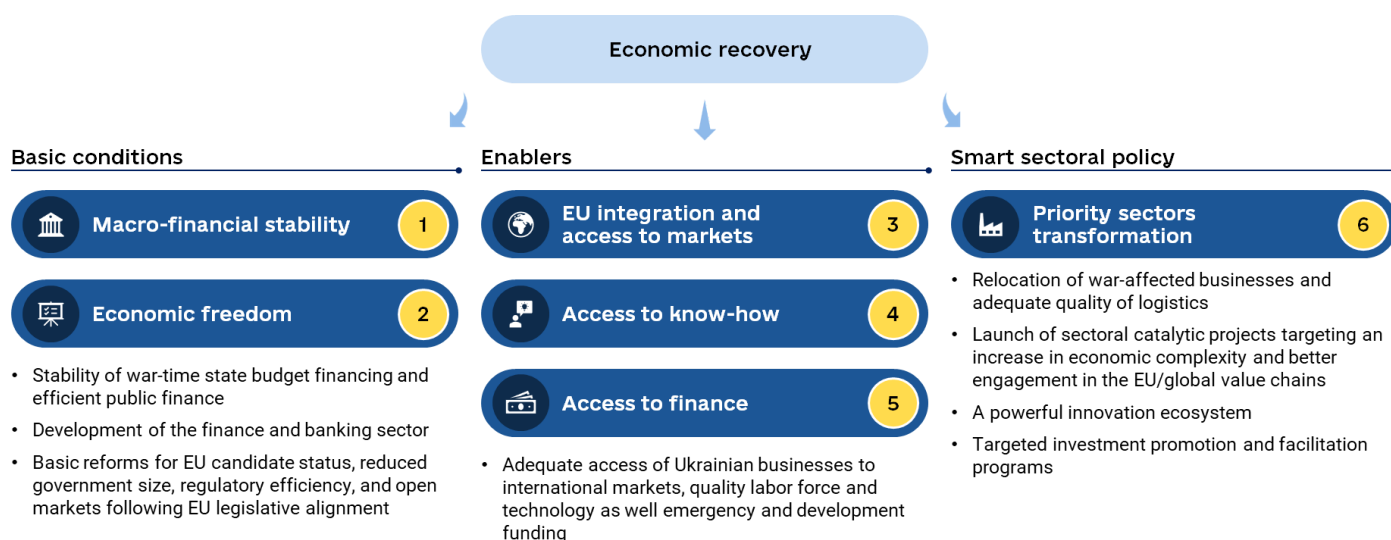 Economic recovery
Basic conditions
Macro-financial stability
1
Economic freedom
2
• Stability of war-time state budget financing and
efficient public finance
• Development of the finance and banking sector
• Basic reforms for EU candidate status, reduced
government size, regulatory efficiency, and open
markets following EU legislative alignment
Enablers
EU integration and
access to markets
3
Access to know-how
4
Access to finance
5
• Adequate access of Ukrainian businesses to
international markets, quality labor force and
technology as well emergency and development
funding
Smart sectoral policy
Priority sectors
transformation
6
• Relocation of war-affected businesses and
adequate quality of logistics
• Launch of sectoral catalytic projects targeting an
increase in economic complexity and better
engagement in the EU/global value chains
• A powerful innovation ecosystem
• Targeted investment promotion and facilitation
programs